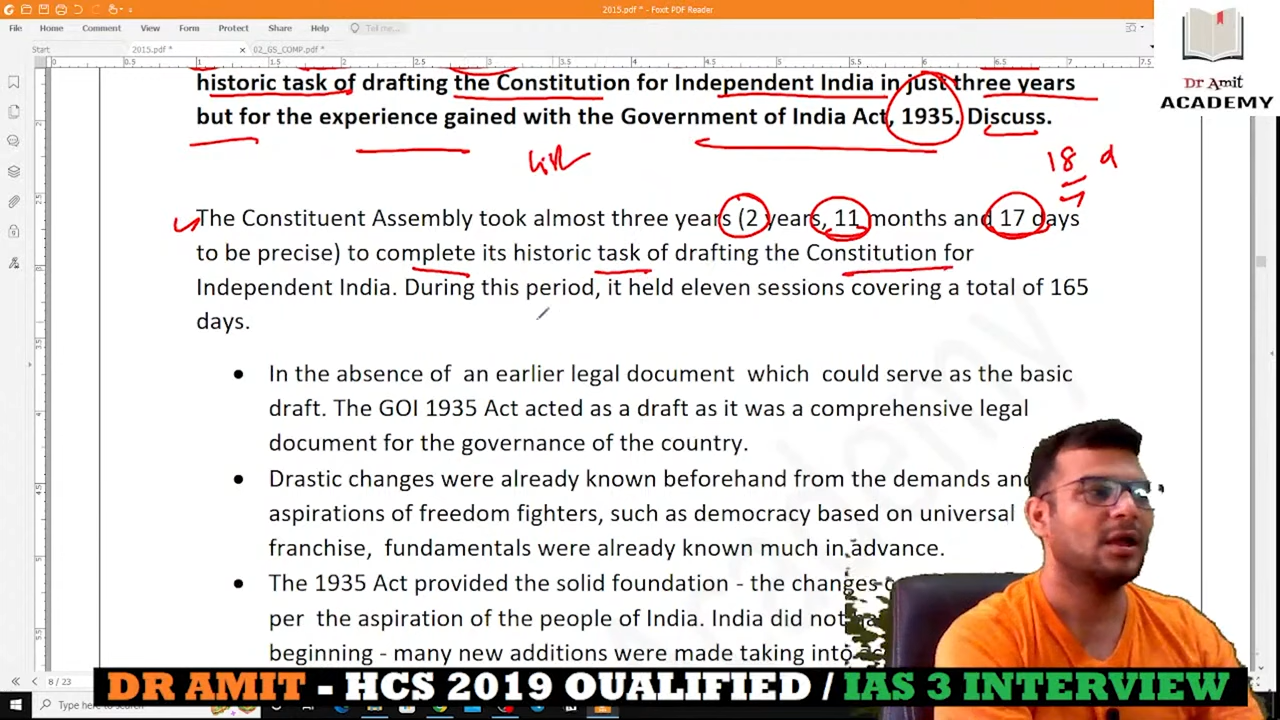 2015.pdf * - Foxit PDF Reader
File Home Comment View Form Protect Share Help Tell me...
Start 2015.pdf * 02_GS_COMP.pdf *
Dr Amit
ACADEMY
historic task of drafting the Constitution for Independent India in just three years
but for the experience gained with the Government of India Act, 1935. Discuss.
18 d
The Constituent Assembly took almost three years (2 years, 11 months and 17 days
to be precise) to complete its historic task of drafting the Constitution for
Independent India. During this period, it held eleven sessions covering a total of 165
days.
• In the absence of an earlier legal document which could serve as the basic
draft. The GOI 1935 Act acted as a draft as it was a comprehensive legal
document for the governance of the country.
• Drastic changes were already known beforehand from the demands and
aspirations of freedom fighters, such as democracy based on universal
franchise, fundamentals were already known much in advance.
• The 1935 Act provided the solid foundation - the changes
per the aspiration of the people of India. India did not
beginning - many new additions were made taking into
DR AMIT - HCS 2019 QUALIFIED / IAS 3 INTERVIEW
8 / 23
Type here to search